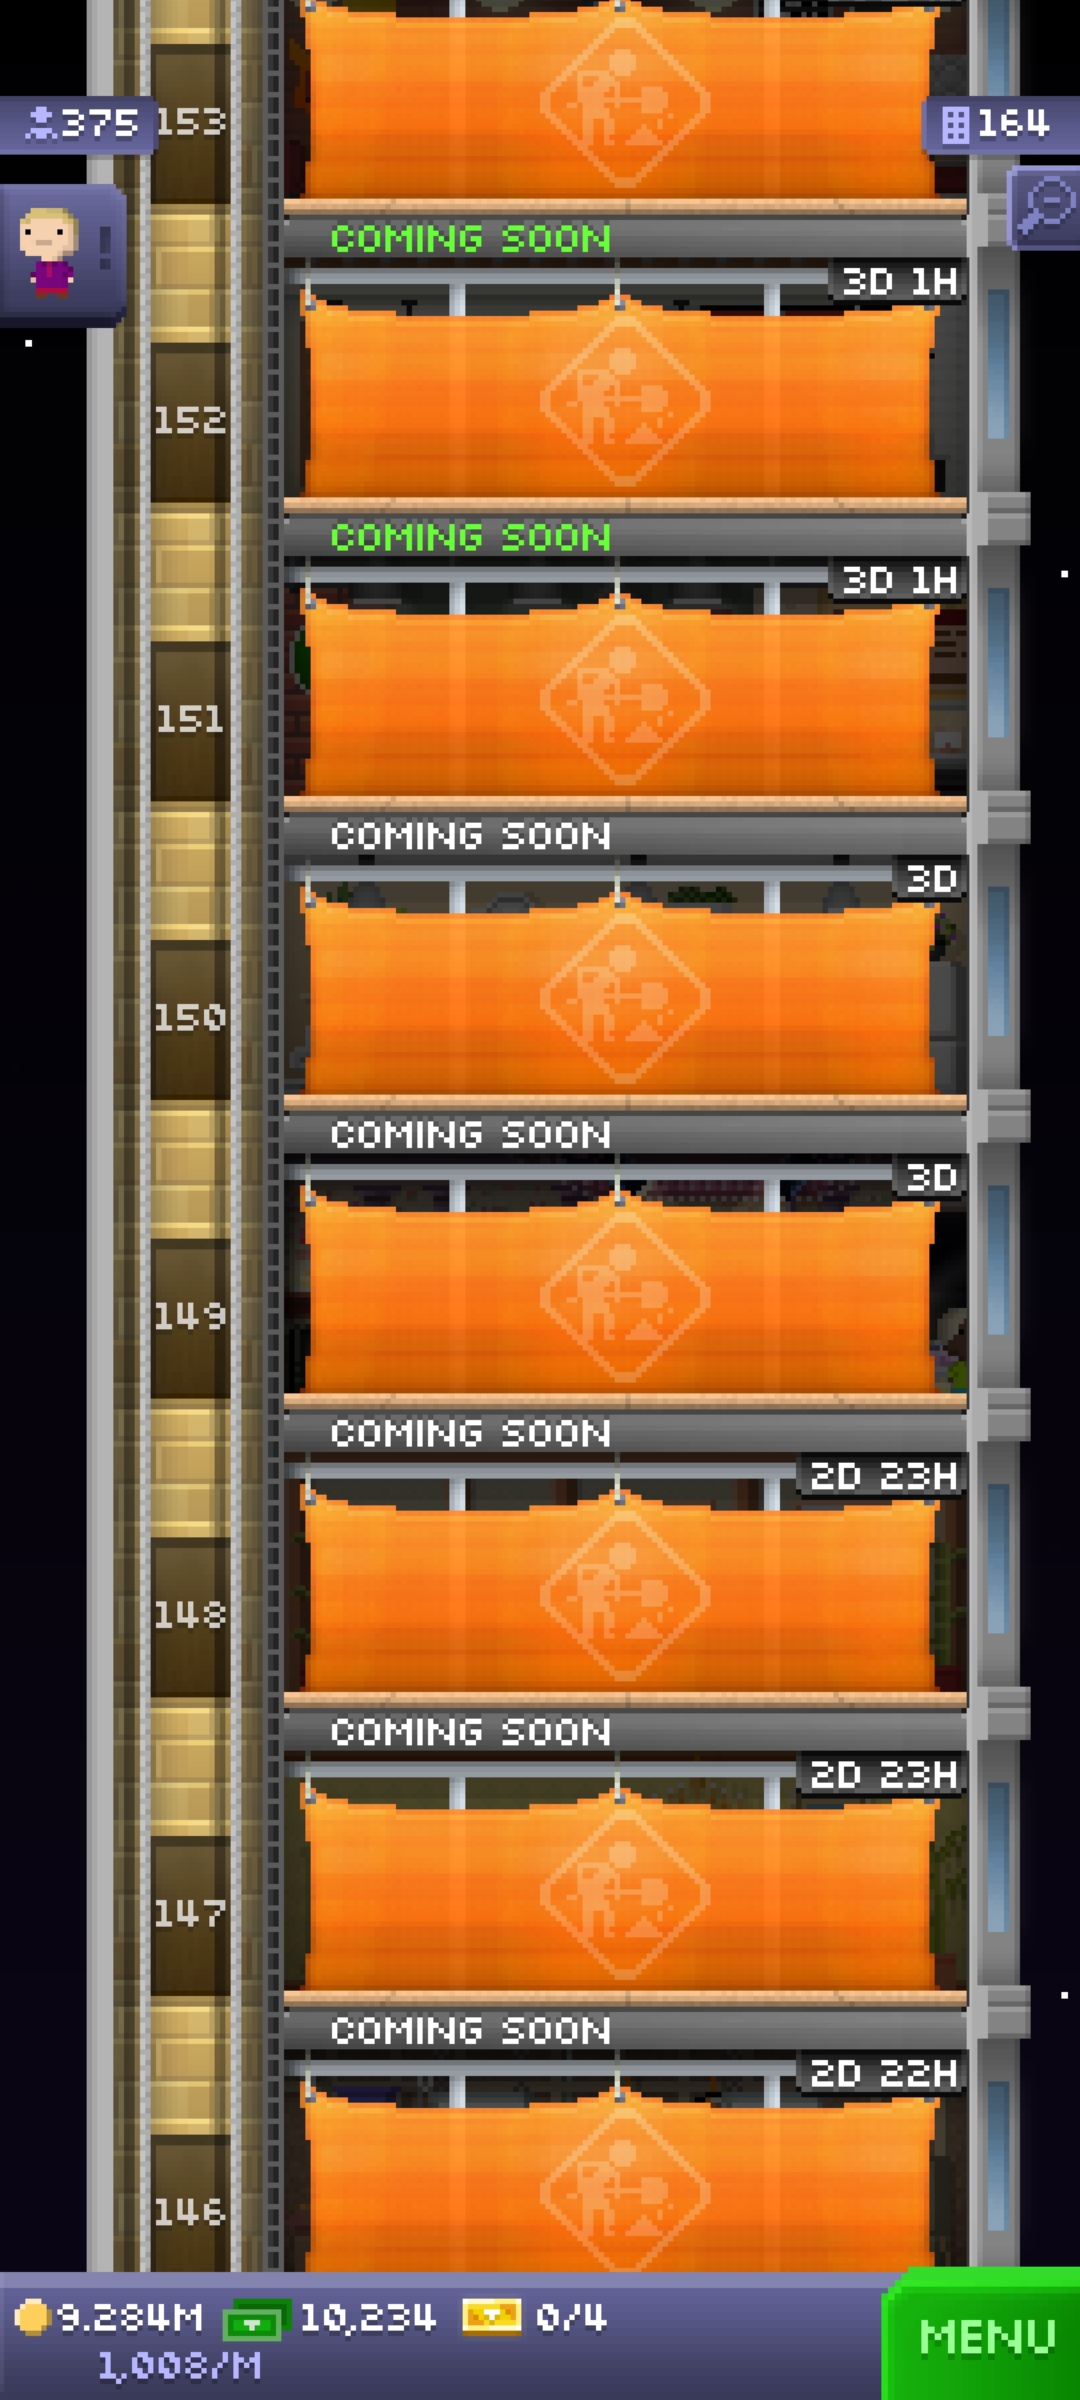 375
153
164
!
COMING SOON
3D 1H
152
COMING SOON
3D 1H
151
COMING SOON
3D
150
COMING SOON
3D
149
COMING SOON
2D 23H
148
COMING SOON
2D 23H
147
COMING SOON
2D 22H
146
9.284M
10,234
0/4
MENU
1,008/M